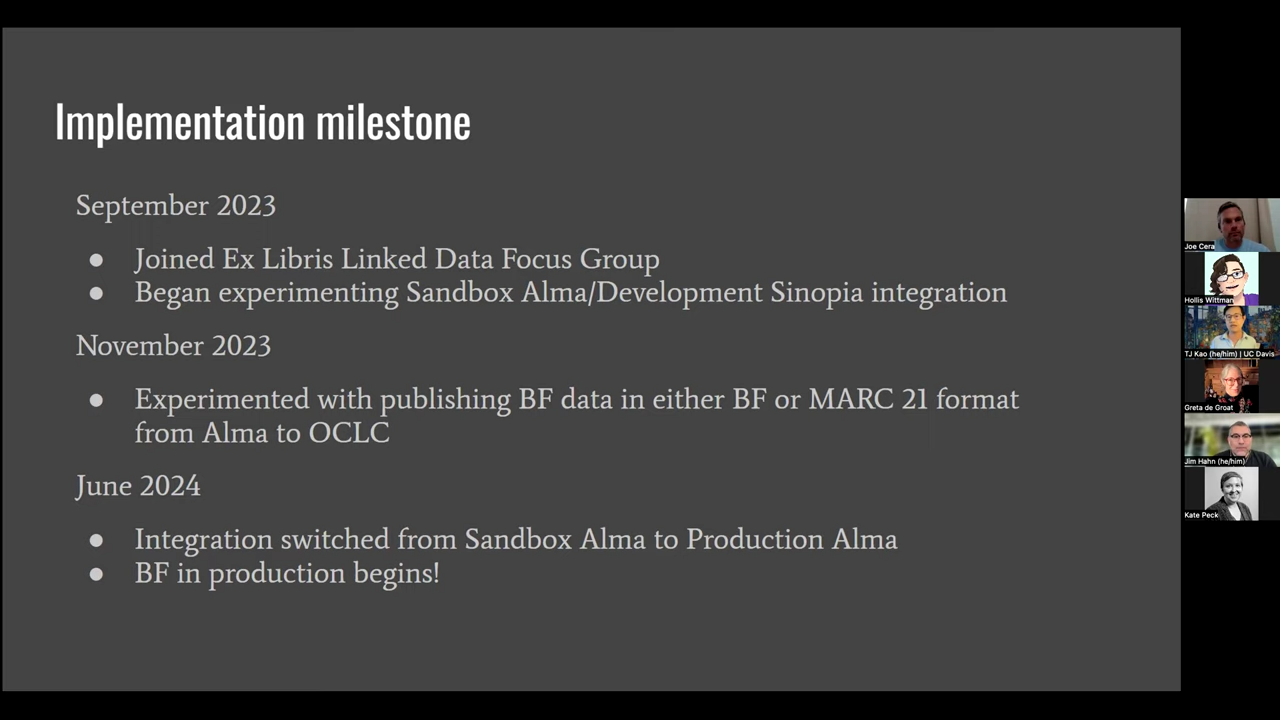 Implementation milestone
September 2023
● Joined Ex Libris Linked Data Focus Group
● Began experimenting Sandbox Alma/Development Sinopia integration
November 2023
● Experimented with publishing BF data in either BF or MARC 21 format
from Alma to OCLC
June 2024
● Integration switched from Sandbox Alma to Production Alma
● BF in production begins!
Joe Cera
Hollis Wittman
TJ Kao (he/him) | UC Davis
Greta de Groat
Jim Hahn (he/him)
Kate Peck